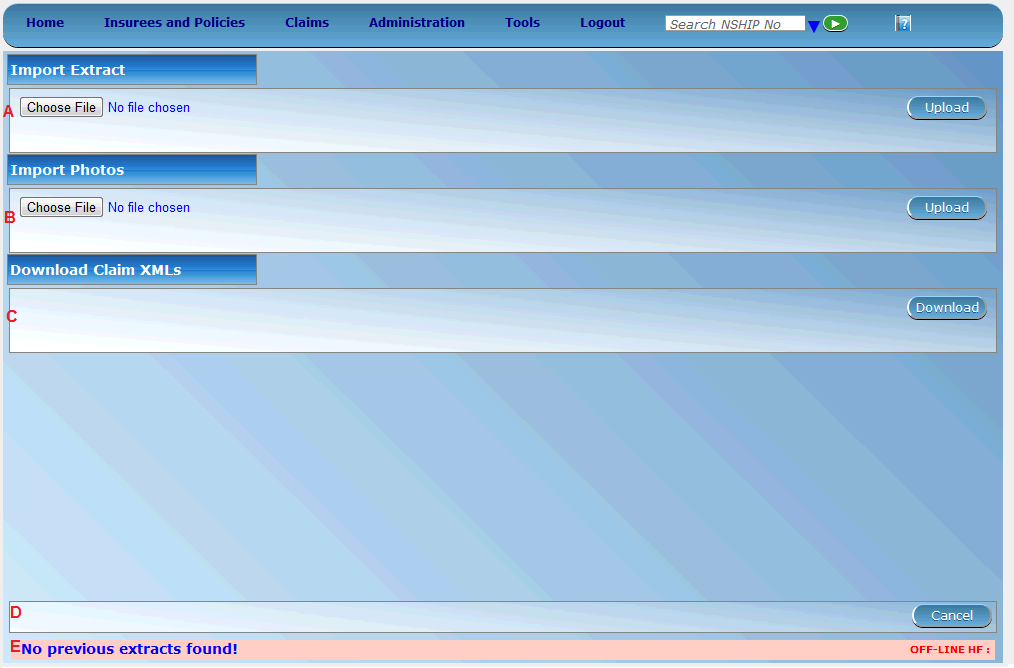 Home Insurees and Policies Claims Administration Tools Logout Search NSHIP No ?
Import Extract
A Choose File No file chosen Upload
Import Photos
B Choose File No file chosen Upload
Download Claim XMLs
C Download
D Cancel
E No previous extracts found! OFF-LINE HF :